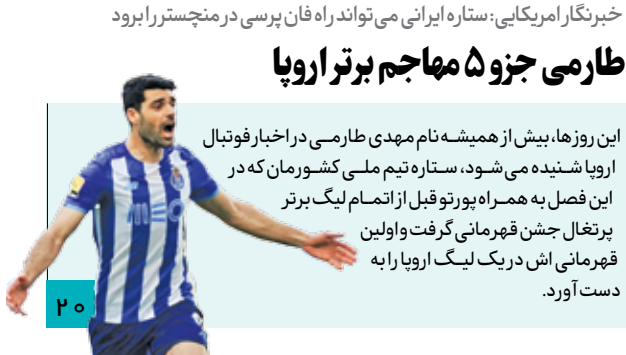 خبرنگار امریکایی: ستاره ایرانی می‌تواند راه فان پرسی در منچستر را برود
طارمی جزو ۵ مهاجم برتر اروپا
این روزها، بیش از همیشه نام مهدی طارمی در اخبار فوتبال
اروپا شنیده می‌شود، ستاره تیم ملی کشورمان که در
این فصل به همراه پورتو قبل از اتمام لیگ برتر
پرتغال جشن قهرمانی گرفت و اولین
قهرمانی اش در یک لیگ اروپا را به
دست آورد.
MEO
۲۰